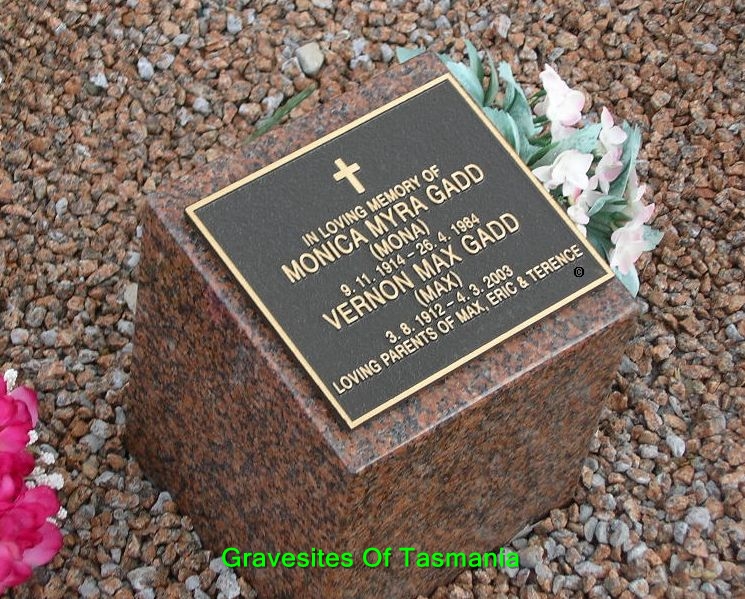 IN LOVING MEMORY OF
MONICA MYRA GADD
(MONA)
9. 11. 1914 – 26. 4. 1984
VERNON MAX GADD
(MAX)
3. 8. 1912 – 4. 3. 2003
LOVING PARENTS OF MAX, ERIC & TERENCE
©
Gravesites Of Tasmania